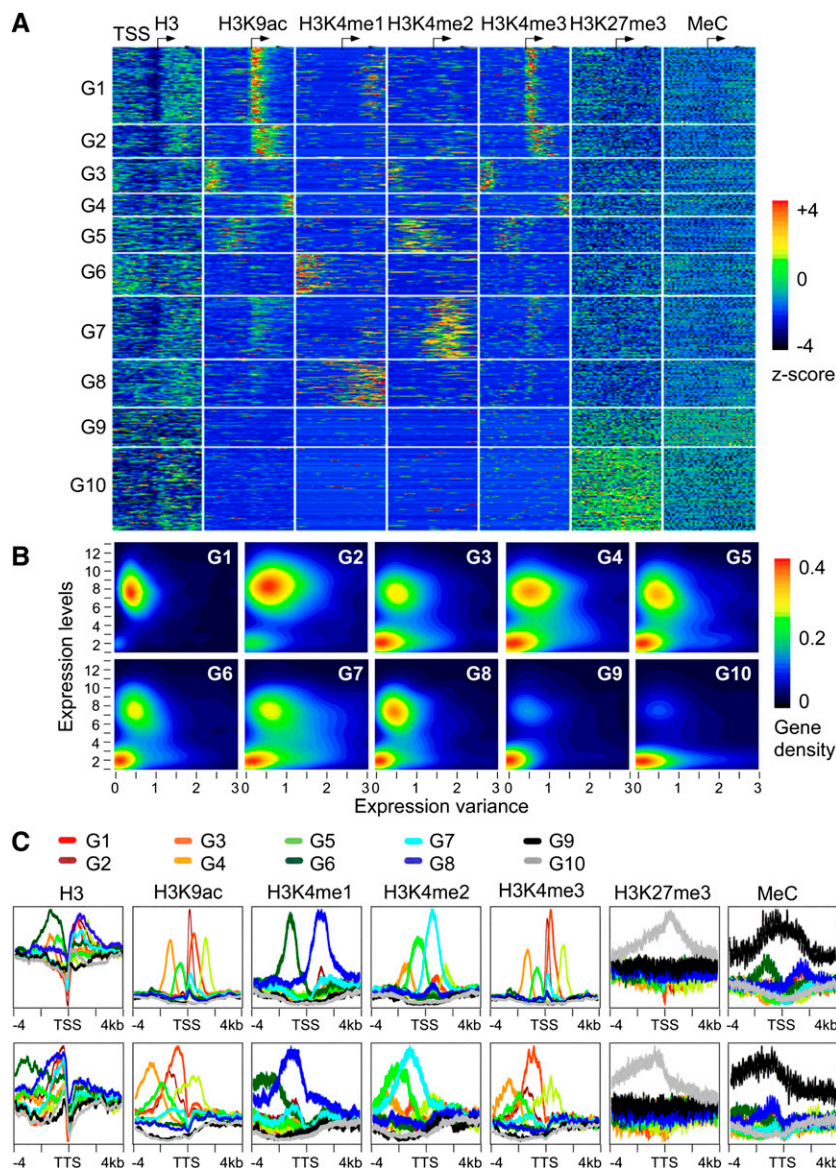 A
TSS H3 H3K9ac H3K4me1 H3K4me2 H3K4me3 H3K27me3 MeC
G1
G2
G3
G4
G5
G6
G7
G8
G9
G10
+4
0
-4
z-score
B
Expression levels
12
10
8
6
4
2
G1 G2 G3 G4 G5
12
10
8
6
4
2
G6 G7 G8 G9 G10
0 1 2 3 0 1 2 3 0 1 2 3 0 1 2 3 0 1 2 3
Expression variance
0.4
0.2
0
Gene density
C
G1 G3 G5 G7 G9
G2 G4 G6 G8 G10
H3 H3K9ac H3K4me1 H3K4me2 H3K4me3 H3K27me3 MeC
-4 TSS 4kb -4 TSS 4kb -4 TSS 4kb -4 TSS 4kb -4 TSS 4kb -4 TSS 4kb -4 TSS 4kb
-4 TTS 4kb -4 TTS 4kb -4 TTS 4kb -4 TTS 4kb -4 TTS 4kb -4 TTS 4kb -4 TTS 4kb